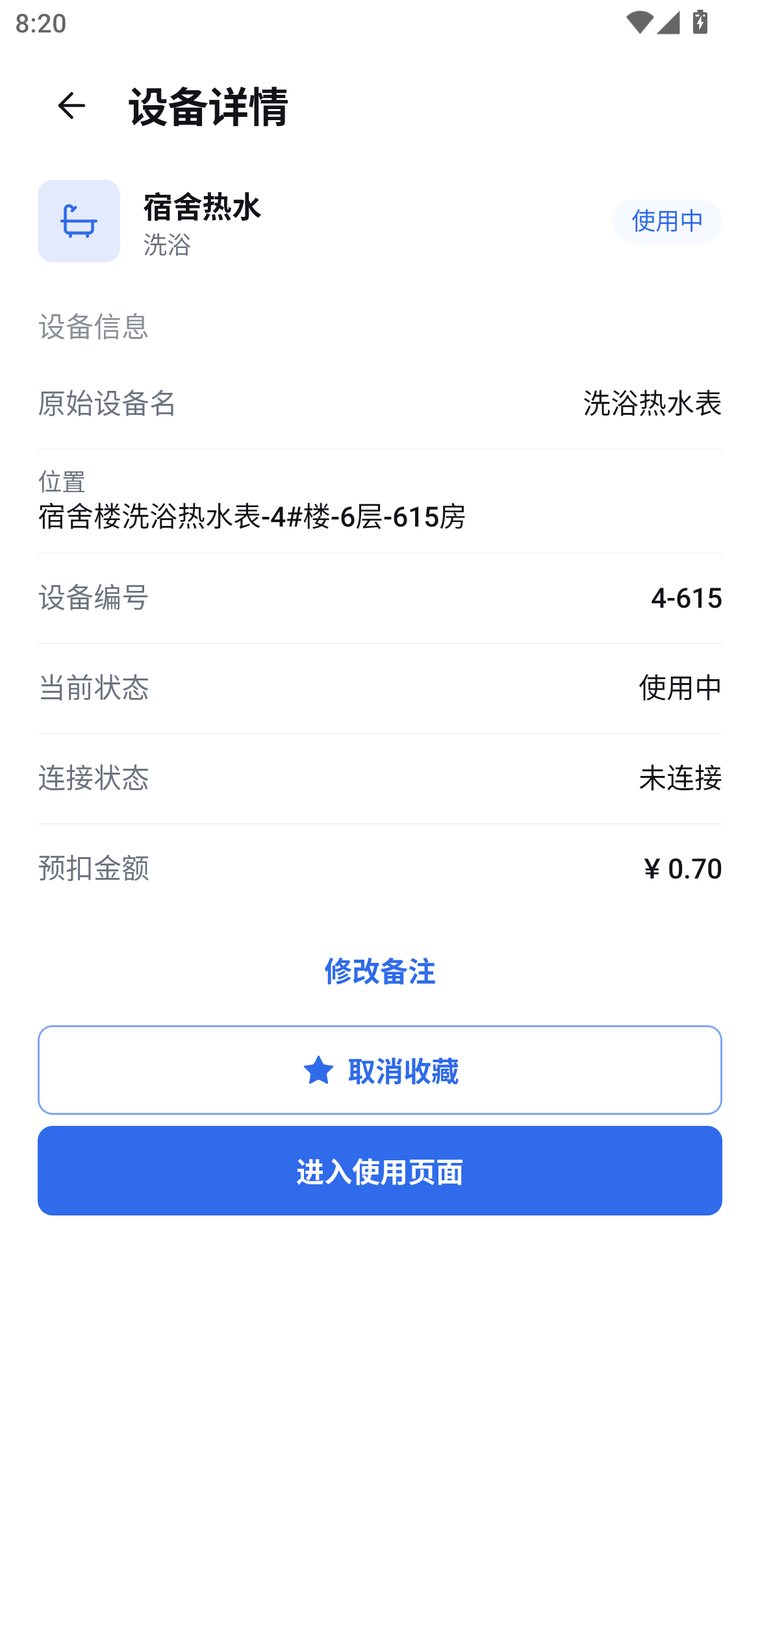 8:20
设备详情
宿舍热水
洗浴
使用中
设备信息
原始设备名
洗浴热水表
位置
宿舍楼洗浴热水表-4#楼-6层-615房
设备编号
4-615
当前状态
使用中
连接状态
未连接
预扣金额
¥ 0.70
修改备注
取消收藏
进入使用页面